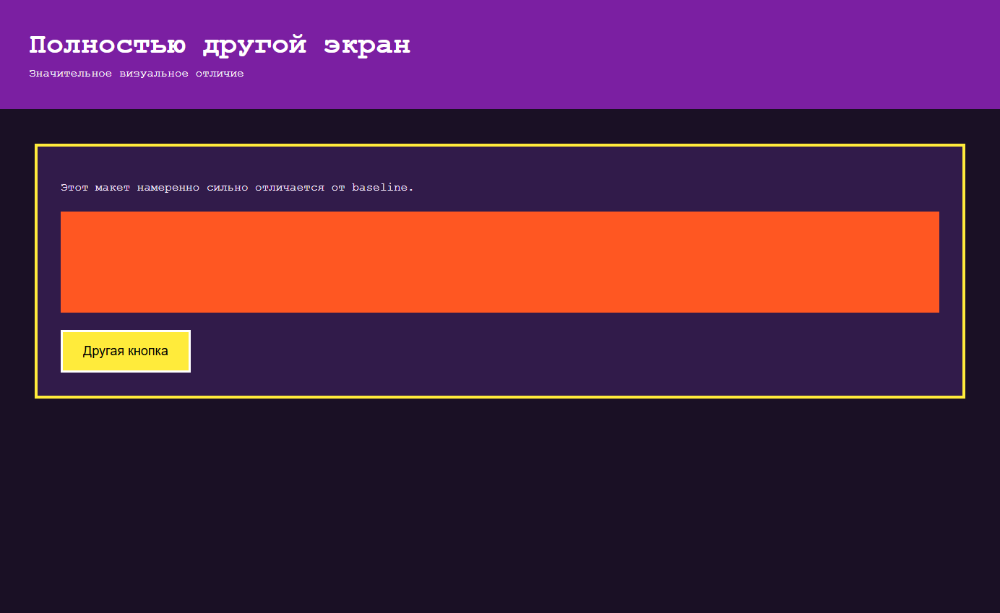 Полностью другой экран
Значительное визуальное отличие
Этот макет намеренно сильно отличается от baseline.
Другая кнопка